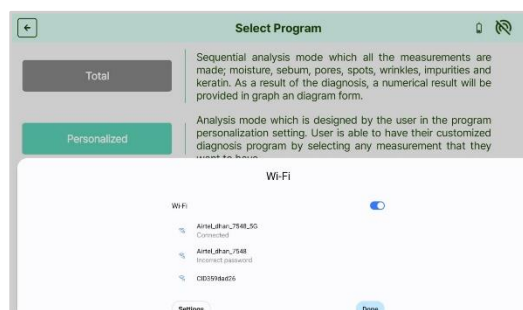 Select Program
Total
Sequential analysis mode which all the measurements are
made; moisture, sebum, pores, spots, wrinkles, impurities and
keratin. As a result of the diagnosis, a numerical result will be
provided in graph an diagram form.
Personalized
Analysis mode which is designed by the user in the program
personalization setting. User is able to have their customized
diagnosis program by selecting any measurement that they
want to have
Wi-Fi
Wi-Fi
Airtel_dhan_7548_5G
Connected
Airtel_dhan_7548
Incorrect password
CID359dad26
Settings
Done